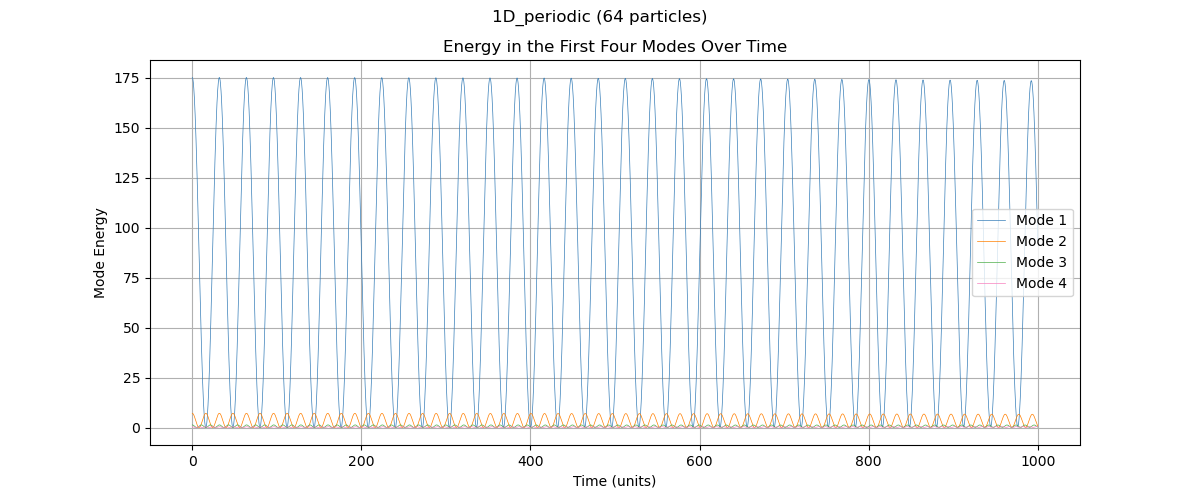 1D_periodic (64 particles)
Energy in the First Four Modes Over Time
175
150
125
100
75
50
25
0
Mode Energy
Mode 1
Mode 2
Mode 3
Mode 4
0 200 400 600 800 1000
Time (units)